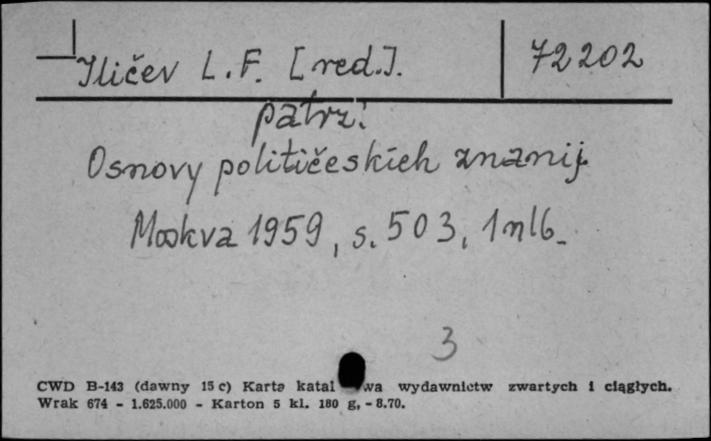 Iličev L.F. [red.]. 72202
patrz:
Osnovy političeskich znanij.
Moskva 1959, s. 503, 1 nlb.
3
CWD B-143 (dawny 15 c) Karta katal wa wydawnictw zwartych i ciągłych.
Wrak 674 - 1.625.000 - Karton 5 kl. 180 g, - 8.70.